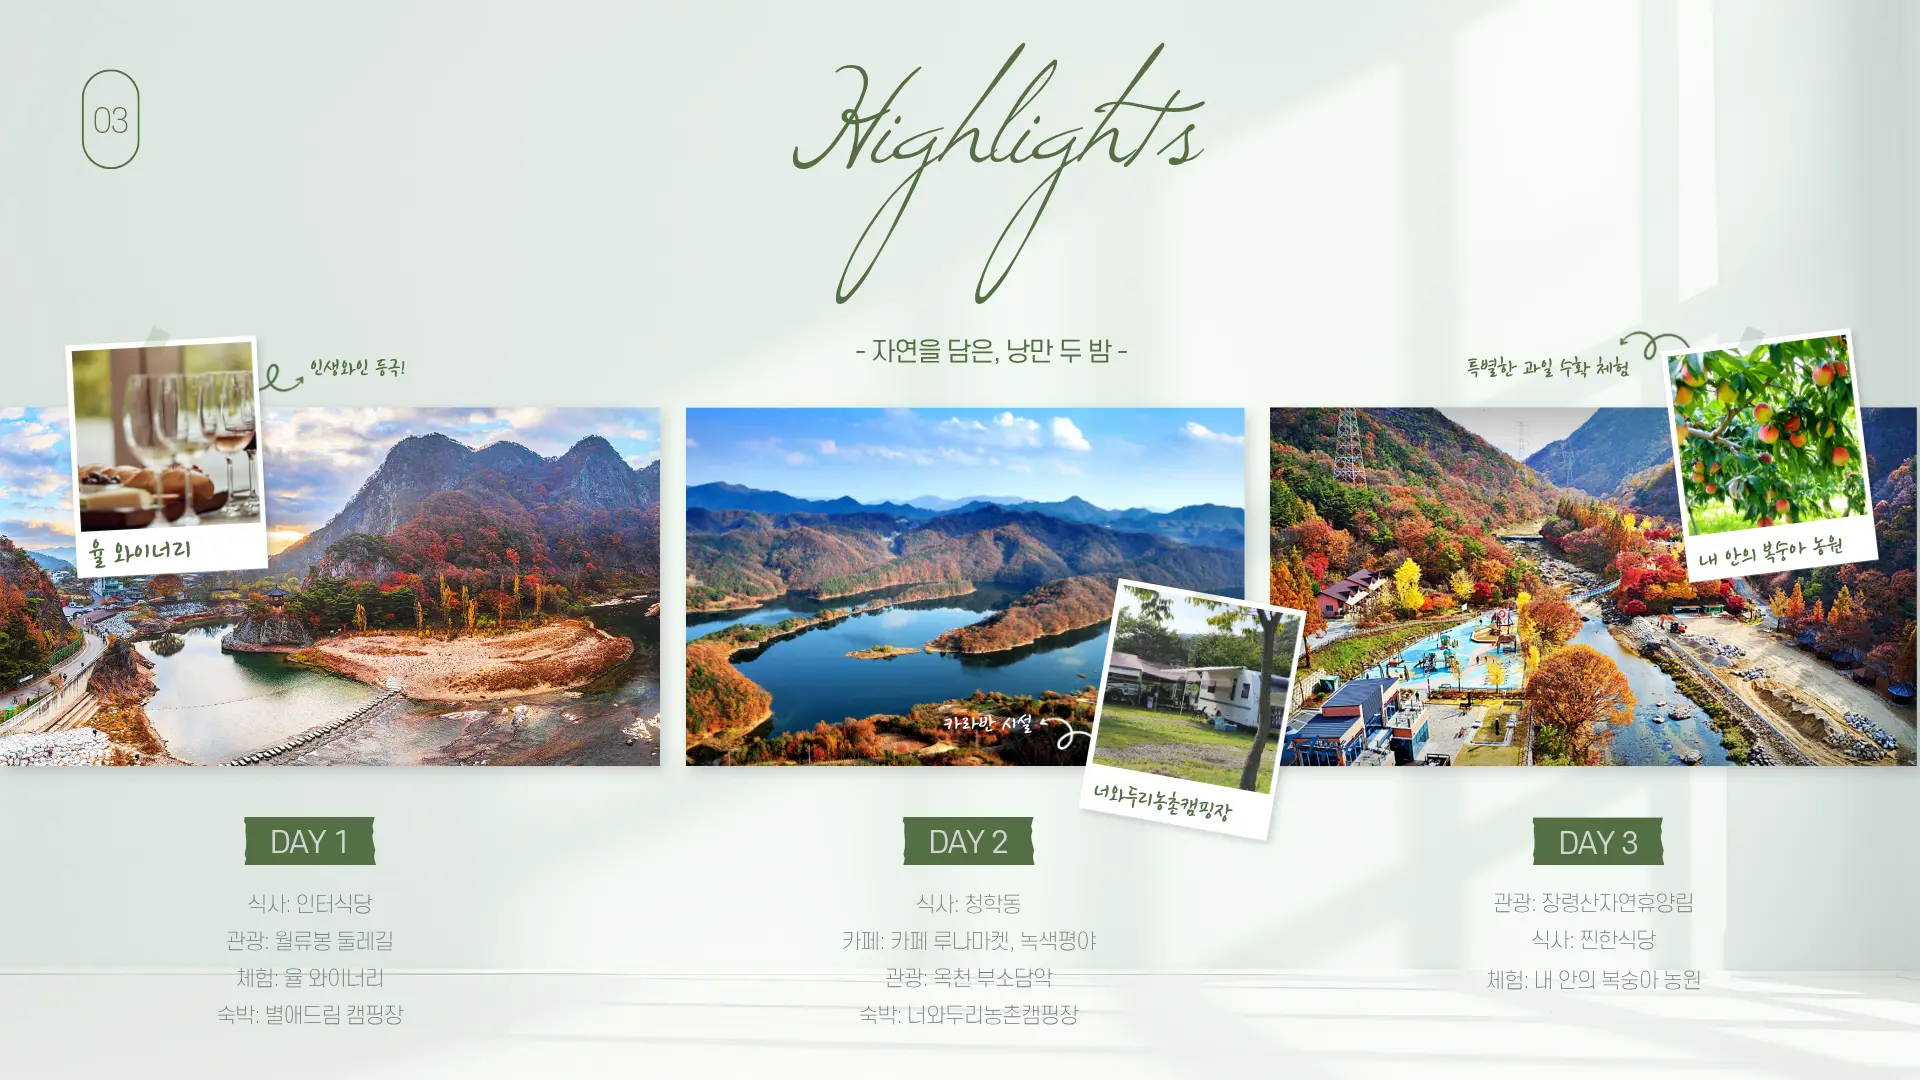 03
Highlights
- 자연을 담은, 낭만 두 밤 -
인생와인 등극!
율 와이너리
특별한 과일 수확 체험
내 안의 복숭아 농원
카라반 시설
너와두리농촌캠핑장
DAY 1
식사: 인터식당
관광: 월류봉 둘레길
체험: 율 와이너리
숙박: 별애드림 캠핑장
DAY 2
식사: 청학동
카페: 카페 루나마켓, 녹색평야
관광: 옥천 부소담악
숙박: 너와두리농촌캠핑장
DAY 3
관광: 장령산자연휴양림
식사: 찐한식당
체험: 내 안의 복숭아 농원